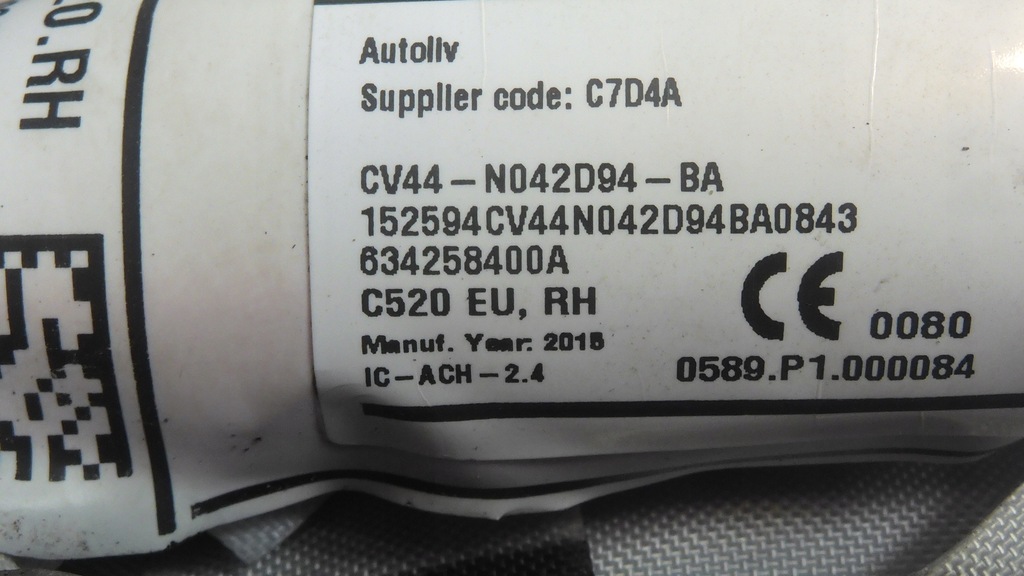 .RH
Autoliv
Supplier code: C7D4A
CV44-N042D94-BA
152594CV44N042D94BA0843
634258400A
C520 EU, RH
Manuf. Year: 2015
IC-ACH-2.4
CE 0080
0589.P1.000084